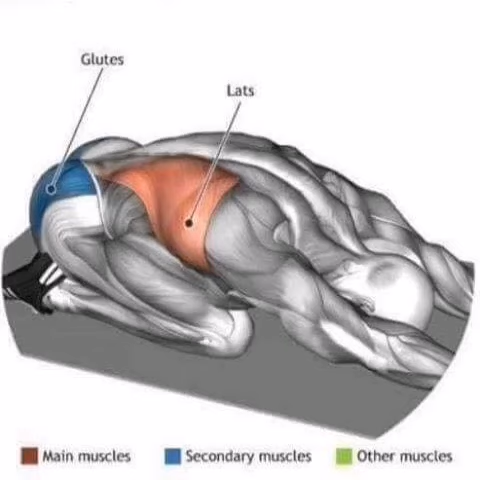 Glutes
Lats
Main muscles
Secondary muscles
Other muscles